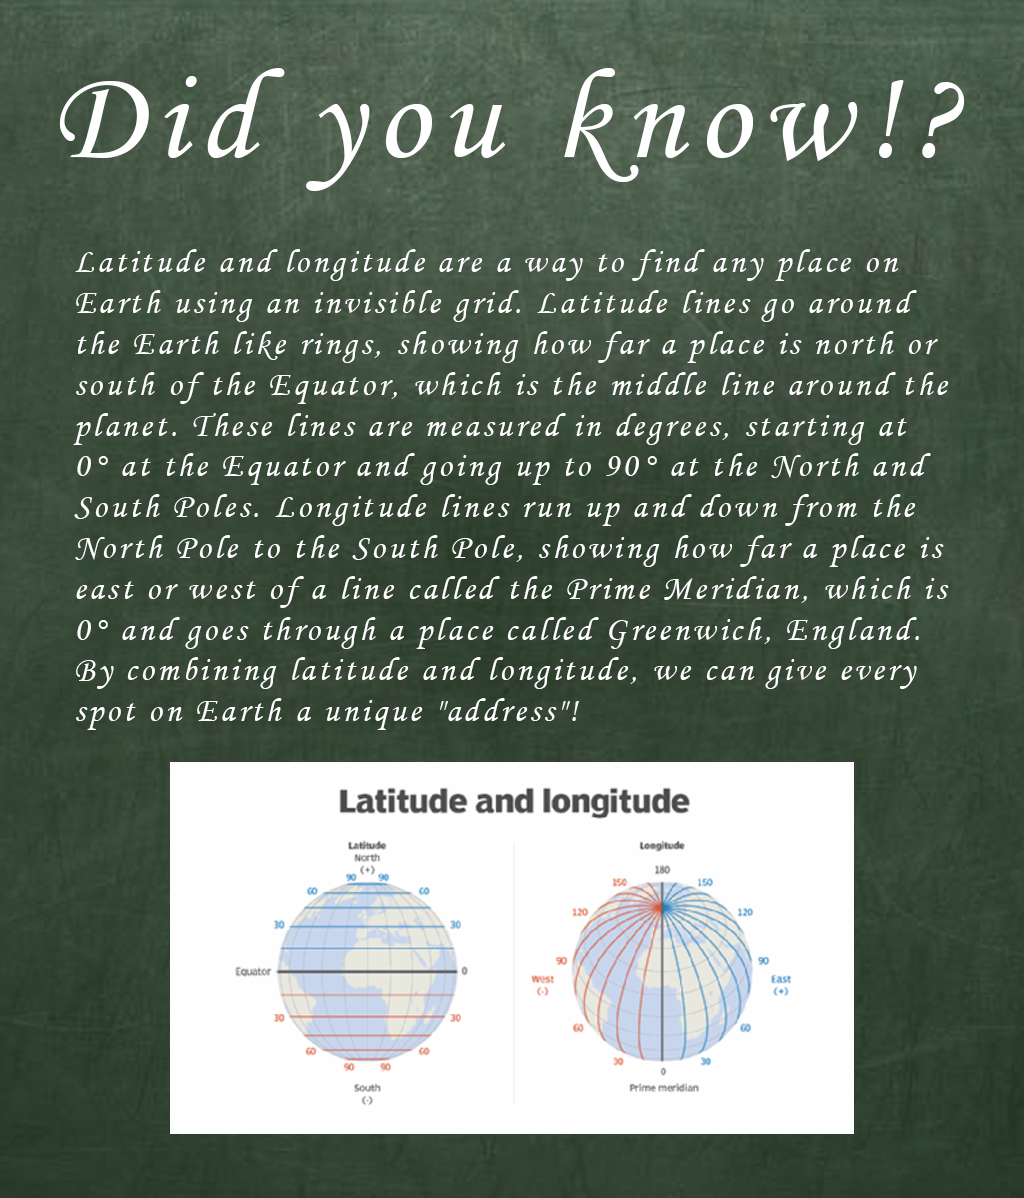 Did you know!?
Latitude and longitude are a way to find any place on
Earth using an invisible grid. Latitude lines go around
the Earth like rings, showing how far a place is north or
south of the Equator, which is the middle line around the
planet. These lines are measured in degrees, starting at
0° at the Equator and going up to 90° at the North and
South Poles. Longitude lines run up and down from the
North Pole to the South Pole, showing how far a place is
east or west of a line called the Prime Meridian, which is
0° and goes through a place called Greenwich, England.
By combining latitude and longitude, we can give every
spot on Earth a unique "address"!
Latitude and longitude
Latitude
North
(+)
90 90
60 60
30 30
Equator 0
30 30
60 60
90 90
South
(-)
Longitude
180
150 150
120 120
90 90
West
(-)
East
(+)
60 60
30 30
0
Prime meridian